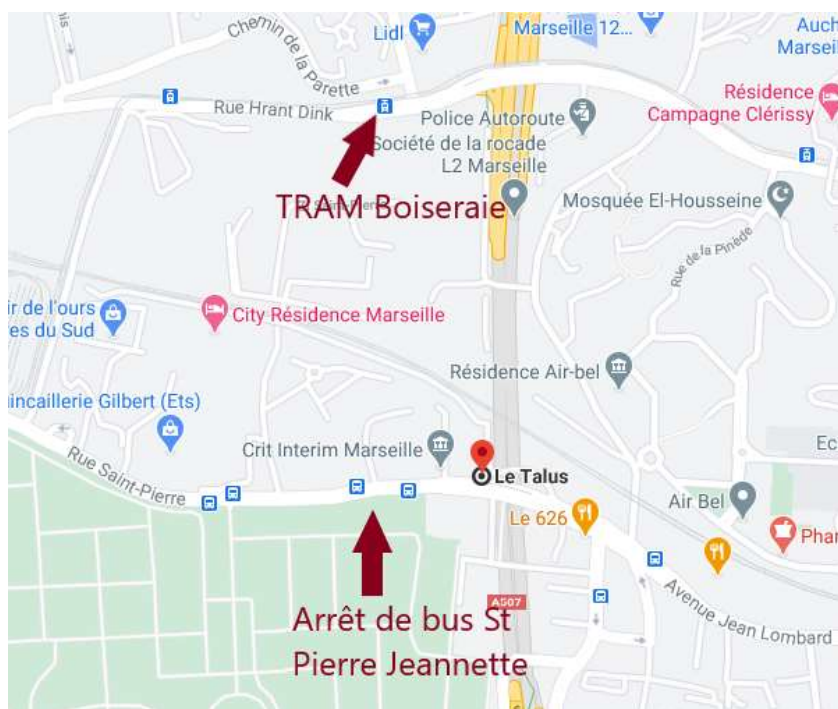 Chemin de la Parette
Lidl
Marseille 12...
Auch
Marseil
nis
Rue Hrant Dink
Résidence
Campagne Clérissy
Police Autoroute
Société de la rocade
L2 Marseille
TRAM Boiseraie
Mosquée El-Housseine
Rue de la Pinède
ir de l'ours
es du Sud
City Résidence Marseille
Résidence Air-bel
uincaillerie Gilbert (Ets)
Crit Interim Marseille
Ec
Rue Saint-Pierre
Le Talus
Le 626
Air Bel
Phar
A507
Avenue Jean Lombard
Arrêt de bus St
Pierre Jeannette